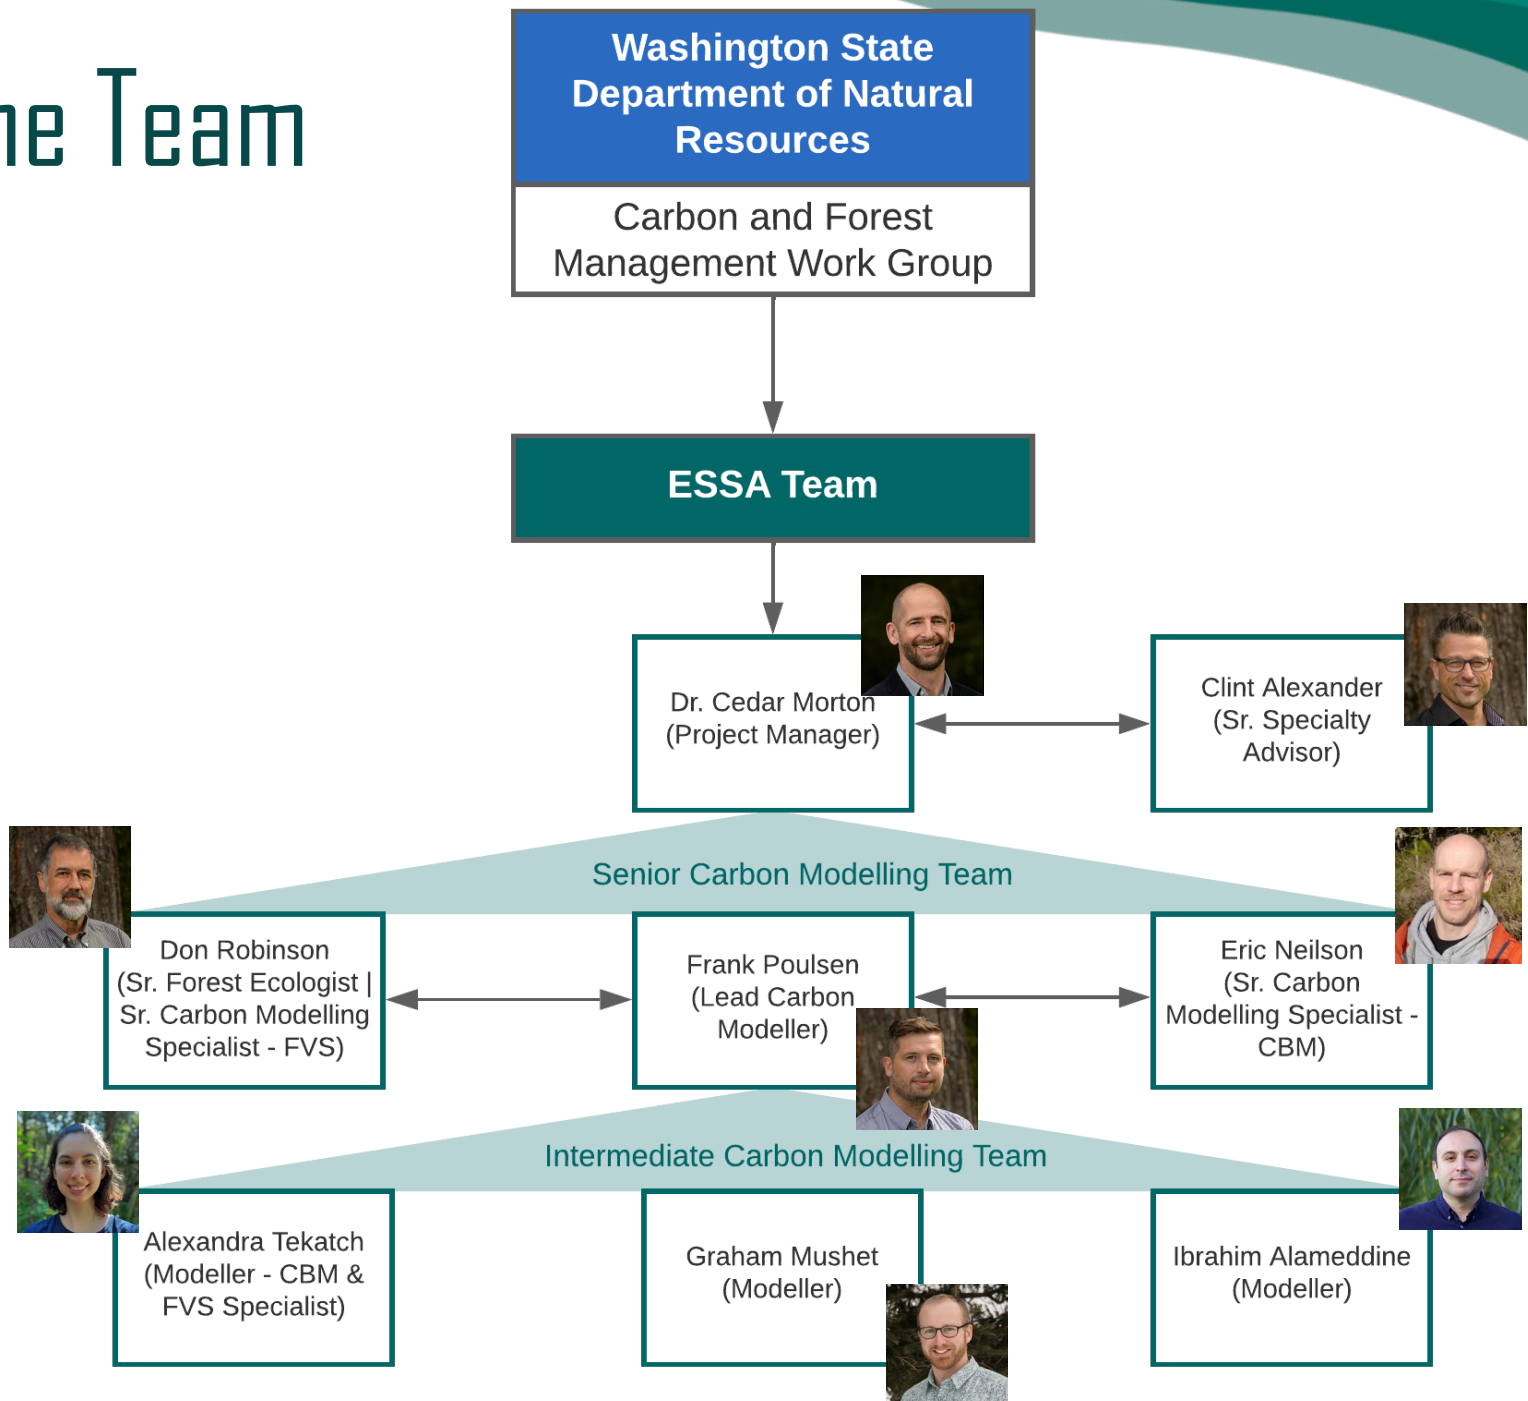 ne Team
Washington State
Department of Natural
Resources
Carbon and Forest
Management Work Group
ESSA Team
Dr. Cedar Morton
(Project Manager)
Clint Alexander
(Sr. Specialty
Advisor)
Senior Carbon Modelling Team
Don Robinson
(Sr. Forest Ecologist |
Sr. Carbon Modelling
Specialist - FVS)
Frank Poulsen
(Lead Carbon
Modeller)
Eric Neilson
(Sr. Carbon
Modelling Specialist -
CBM)
Intermediate Carbon Modelling Team
Alexandra Tekatch
(Modeller - CBM &
FVS Specialist)
Graham Mushet
(Modeller)
Ibrahim Alameddine
(Modeller)